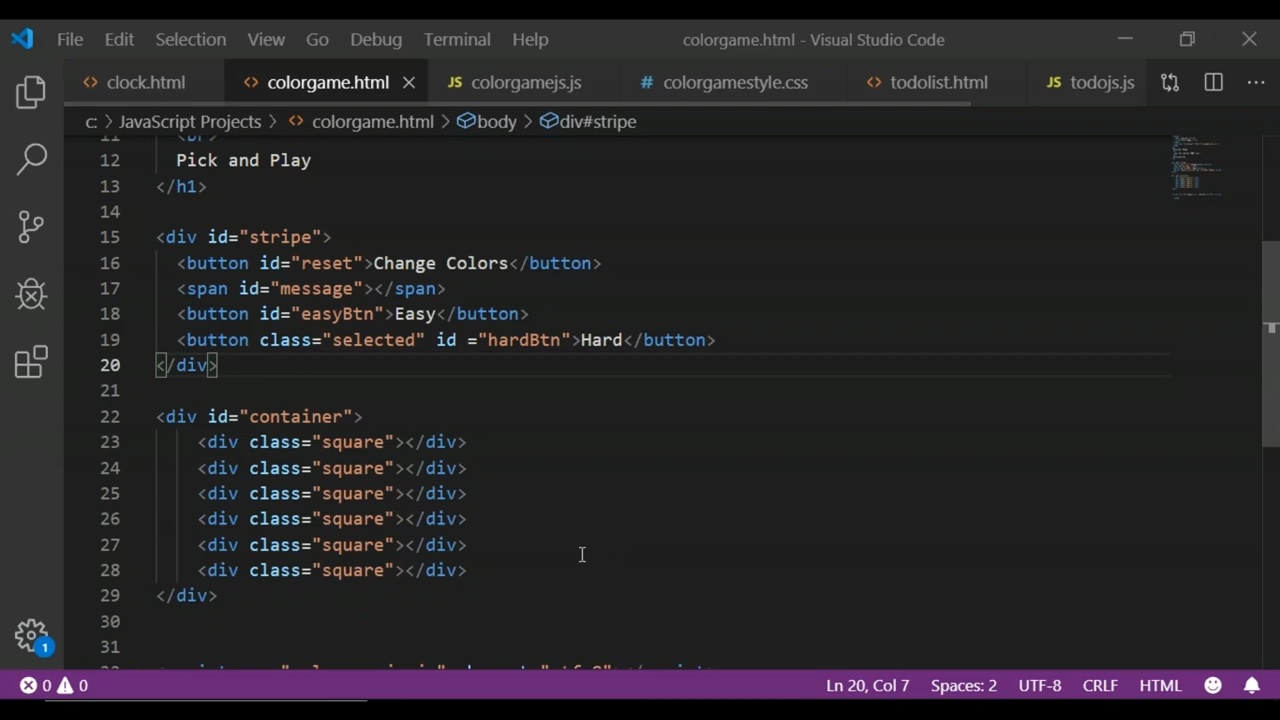 File Edit Selection View Go Debug Terminal Help colorgame.html - Visual Studio Code
clock.html colorgame.html JS colorgamejs.js # colorgamestyle.css todolist.html JS todojs.js ...
c: > JavaScript Projects > colorgame.html > body > div#stripe
11 <br>
12 Pick and Play
13 </h1>
14
15 <div id="stripe">
16 <button id="reset">Change Colors</button>
17 <span id="message"></span>
18 <button id="easyBtn">Easy</button>
19 <button class="selected" id ="hardBtn">Hard</button>
20 </div>
21
22 <div id="container">
23 <div class="square"></div>
24 <div class="square"></div>
25 <div class="square"></div>
26 <div class="square"></div>
27 <div class="square"></div>
28 <div class="square"></div>
29 </div>
30
31
1
0 0 Ln 20, Col 7 Spaces: 2 UTF-8 CRLF HTML